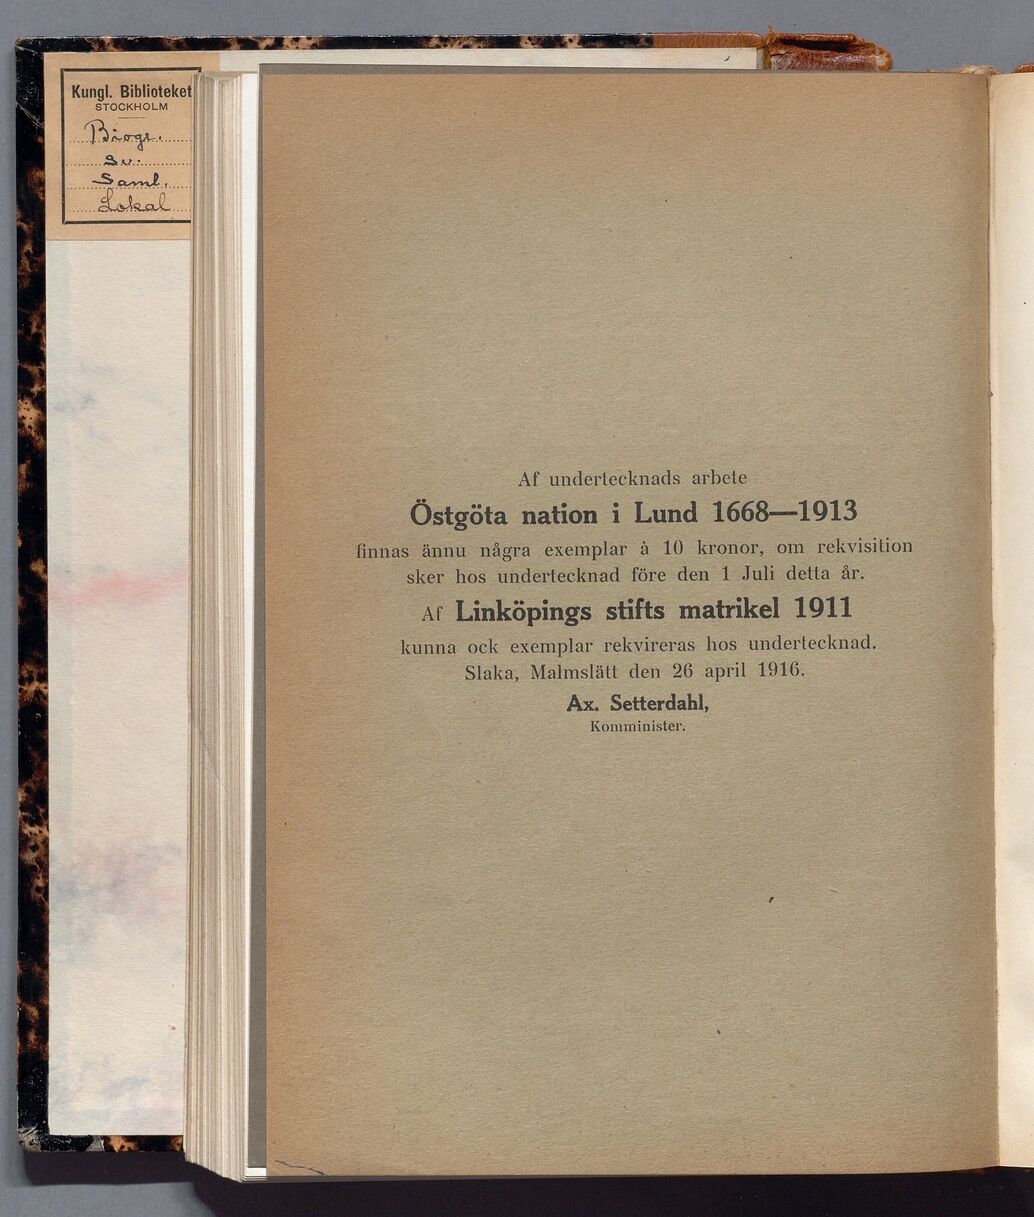 Kungl. Biblioteket
STOCKHOLM
Biogr.
Sv.
Saml.
Lokal
Af undertecknads arbete
Östgöta nation i Lund 1668—1913
finnas ännu några exemplar à 10 kronor, om rekvisition
sker hos undertecknad före den 1 Juli detta år.
Af Linköpings stifts matrikel 1911
kunna ock exemplar rekvireras hos undertecknad.
Slaka, Malmslätt den 26 april 1916.
Ax. Setterdahl,
Komminister.